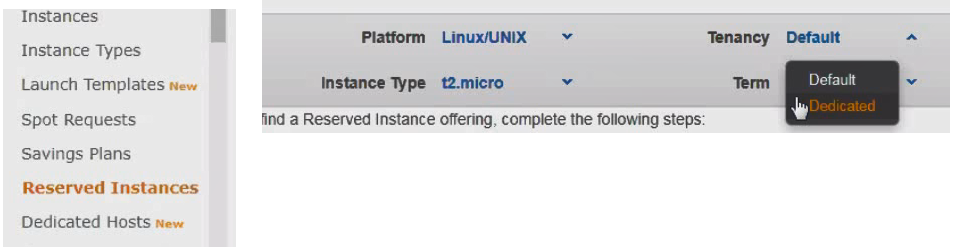 Instances
Instance Types
Launch Templates New
Spot Requests
Savings Plans
Reserved Instances
Dedicated Hosts New
Platform Linux/UNIX Tenancy Default
Instance Type t2.micro Term
Default
Dedicated
find a Reserved Instance offering, complete the following steps: